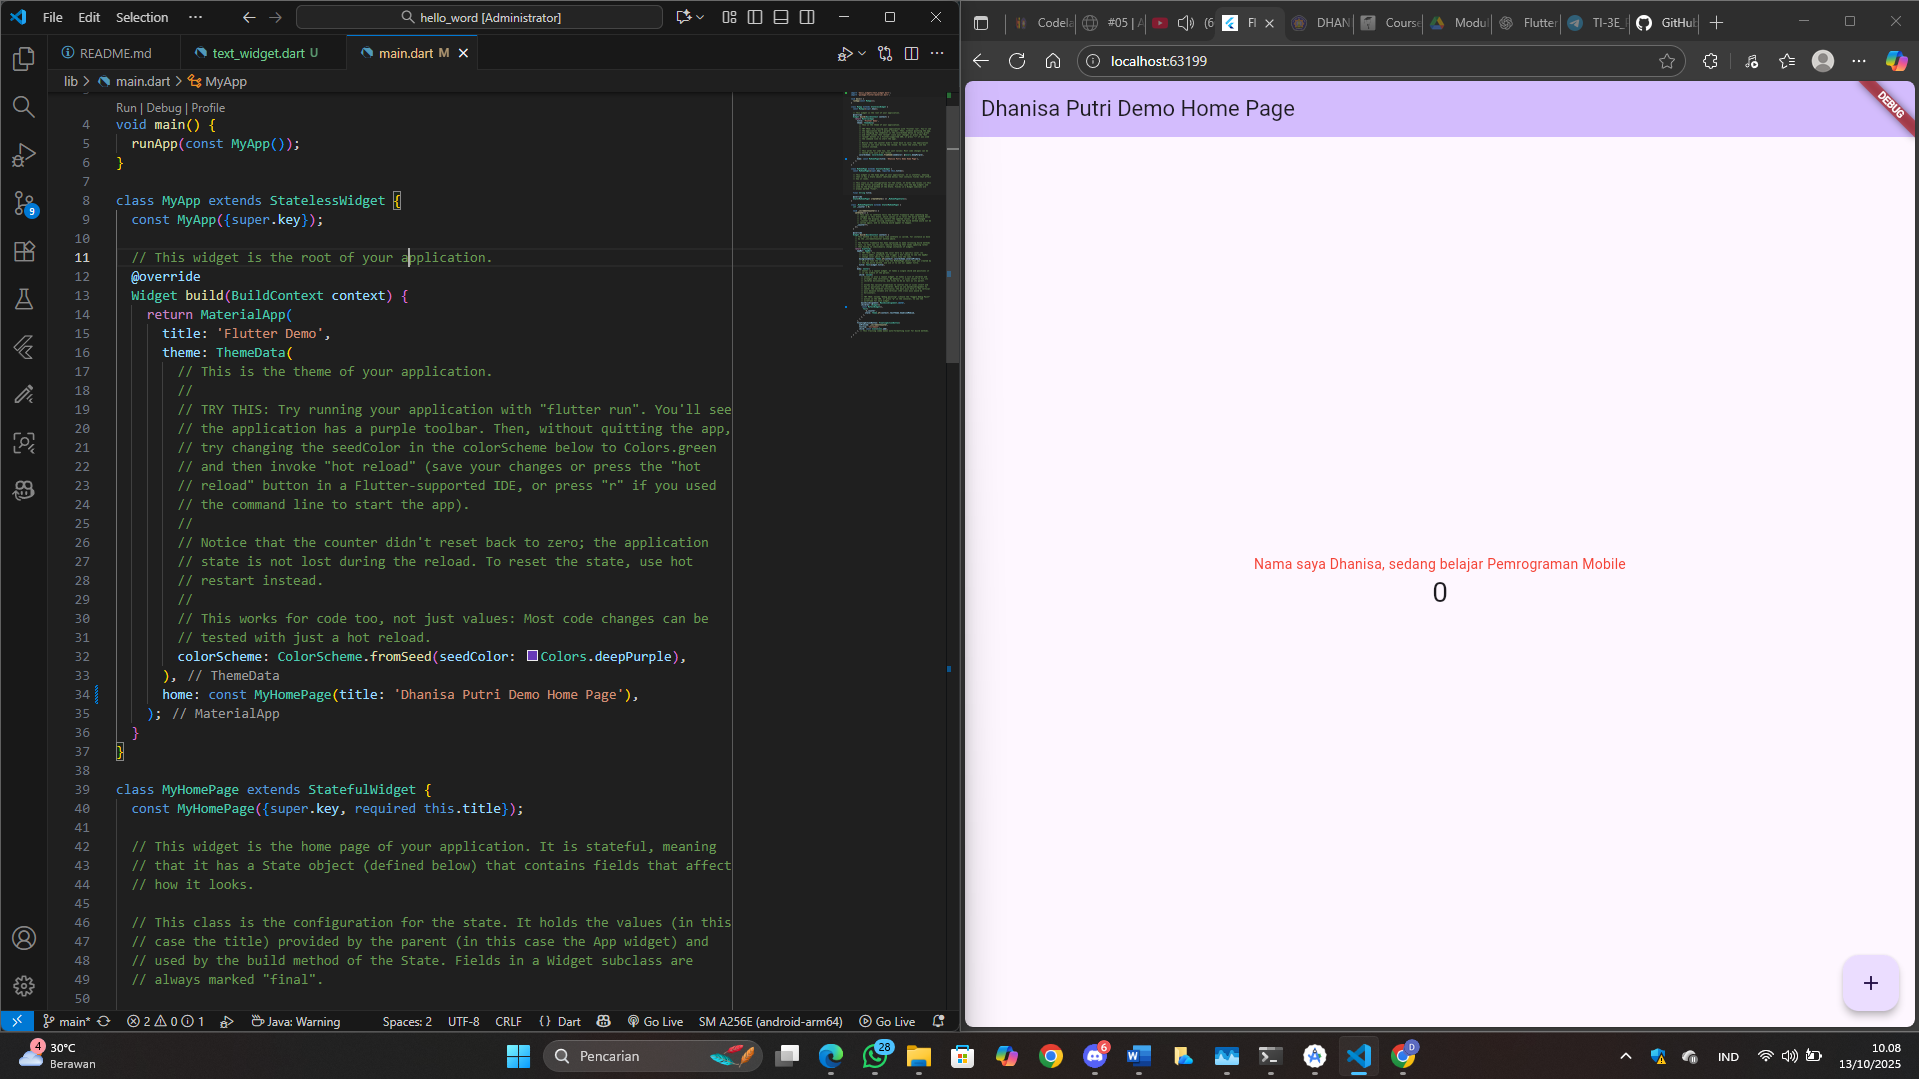 File Edit Selection ···
hello_word [Administrator]
README.md
text_widget.dart U
main.dart M
lib > main.dart > MyApp
Run | Debug | Profile
4 void main() {
5 runApp(const MyApp());
6 }
7
8 class MyApp extends StatelessWidget {
9 const MyApp({super.key});
10
11 // This widget is the root of your application.
12 @override
13 Widget build(BuildContext context) {
14 return MaterialApp(
15 title: 'Flutter Demo',
16 theme: ThemeData(
17 // This is the theme of your application.
18 //
19 // TRY THIS: Try running your application with "flutter run". You'll see
20 // the application has a purple toolbar. Then, without quitting the app,
21 // try changing the seedColor in the colorScheme below to Colors.green
22 // and then invoke "hot reload" (save your changes or press the "hot
23 // reload" button in a Flutter-supported IDE, or press "r" if you used
24 // the command line to start the app).
25 //
26 // Notice that the counter didn't reset back to zero; the application
27 // state is not lost during the reload. To reset the state, use hot
28 // restart instead.
29 //
30 // This works for code too, not just values: Most code changes can be
31 // tested with just a hot reload.
32 colorScheme: ColorScheme.fromSeed(seedColor: Colors.deepPurple),
33 ), // ThemeData
34 home: const MyHomePage(title: 'Dhanisa Putri Demo Home Page'),
35 ); // MaterialApp
36 }
37 }
38
39 class MyHomePage extends StatefulWidget {
40 const MyHomePage({super.key, required this.title});
41
42 // This widget is the home page of your application. It is stateful, meaning
43 // that it has a State object (defined below) that contains fields that affect
44 // how it looks.
45
46 // This class is the configuration for the state. It holds the values (in this
47 // case the title) provided by the parent (in this case the App widget) and
48 // used by the build method of the State. Fields in a Widget subclass are
49 // always marked "final".
50
9
main* 2 0 1 Java: Warning Spaces: 2 UTF-8 CRLF {} Dart Go Live SM A256E (android-arm64) Go Live
Codela #05 | A (6 Fl DHAN Course Modul Flutter TI-3E_ GitHub
localhost:63199
Dhanisa Putri Demo Home Page
DEBUG
Nama saya Dhanisa, sedang belajar Pemrograman Mobile
0
+
4
30°C
Berawan
Pencarian
28
6
D
IND
10.08
13/10/2025